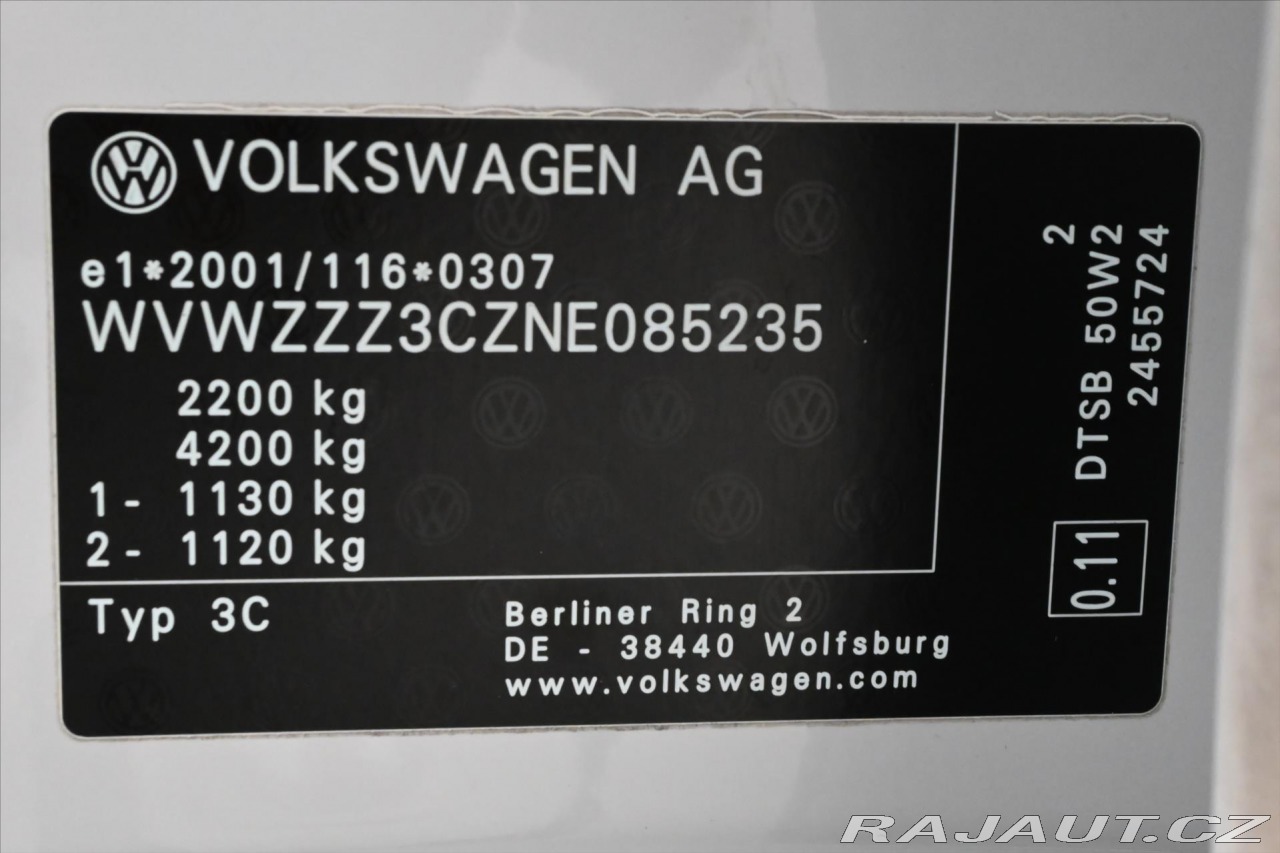 VOLKSWAGEN AG
e1*2001/116*0307
WVWZZZ3CZNE085235
2200 kg
4200 kg
1- 1130 kg
2- 1120 kg
Typ 3C
Berliner Ring 2
DE - 38440 Wolfsburg
www.volkswagen.com
2
0.11 DTSB 50W2
2455724
RAJAUT.CZ